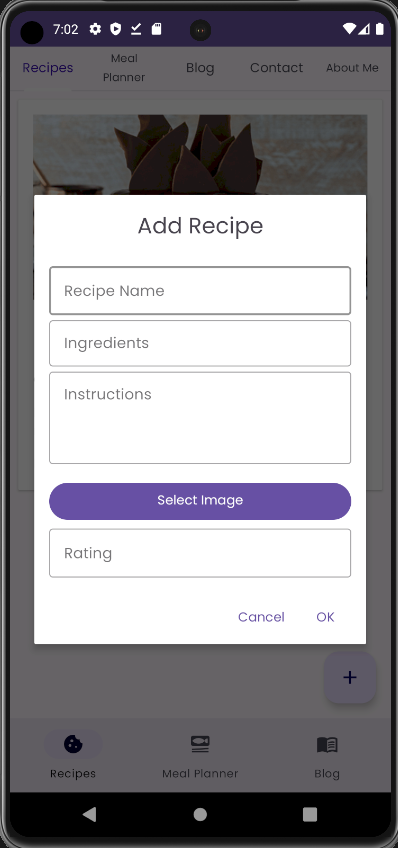 7:02
Recipes
Meal
Planner
Blog
Contact
About Me
Add Recipe
Recipe Name
Ingredients
Instructions
Select Image
Rating
Cancel
OK
+
Recipes
Meal Planner
Blog